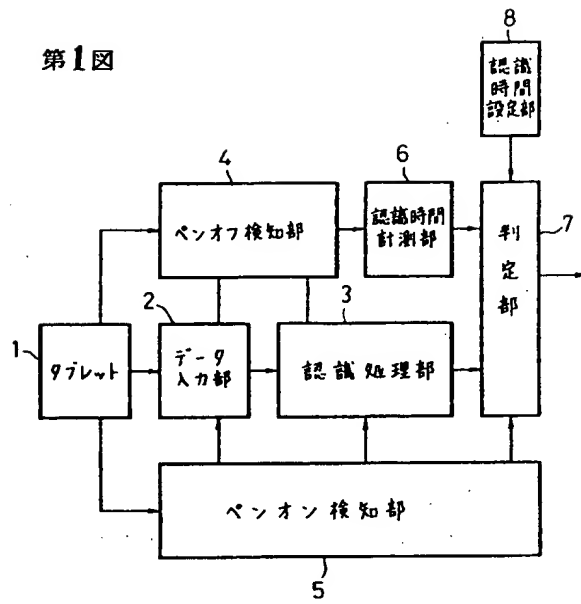 第1図
8
認識
時間
設定部
4
6
ペンオフ検知部
認識時間
計測部
判定部
7
2
3
1
タブレット
データ
入力部
認識処理部
ペンオン検知部
5